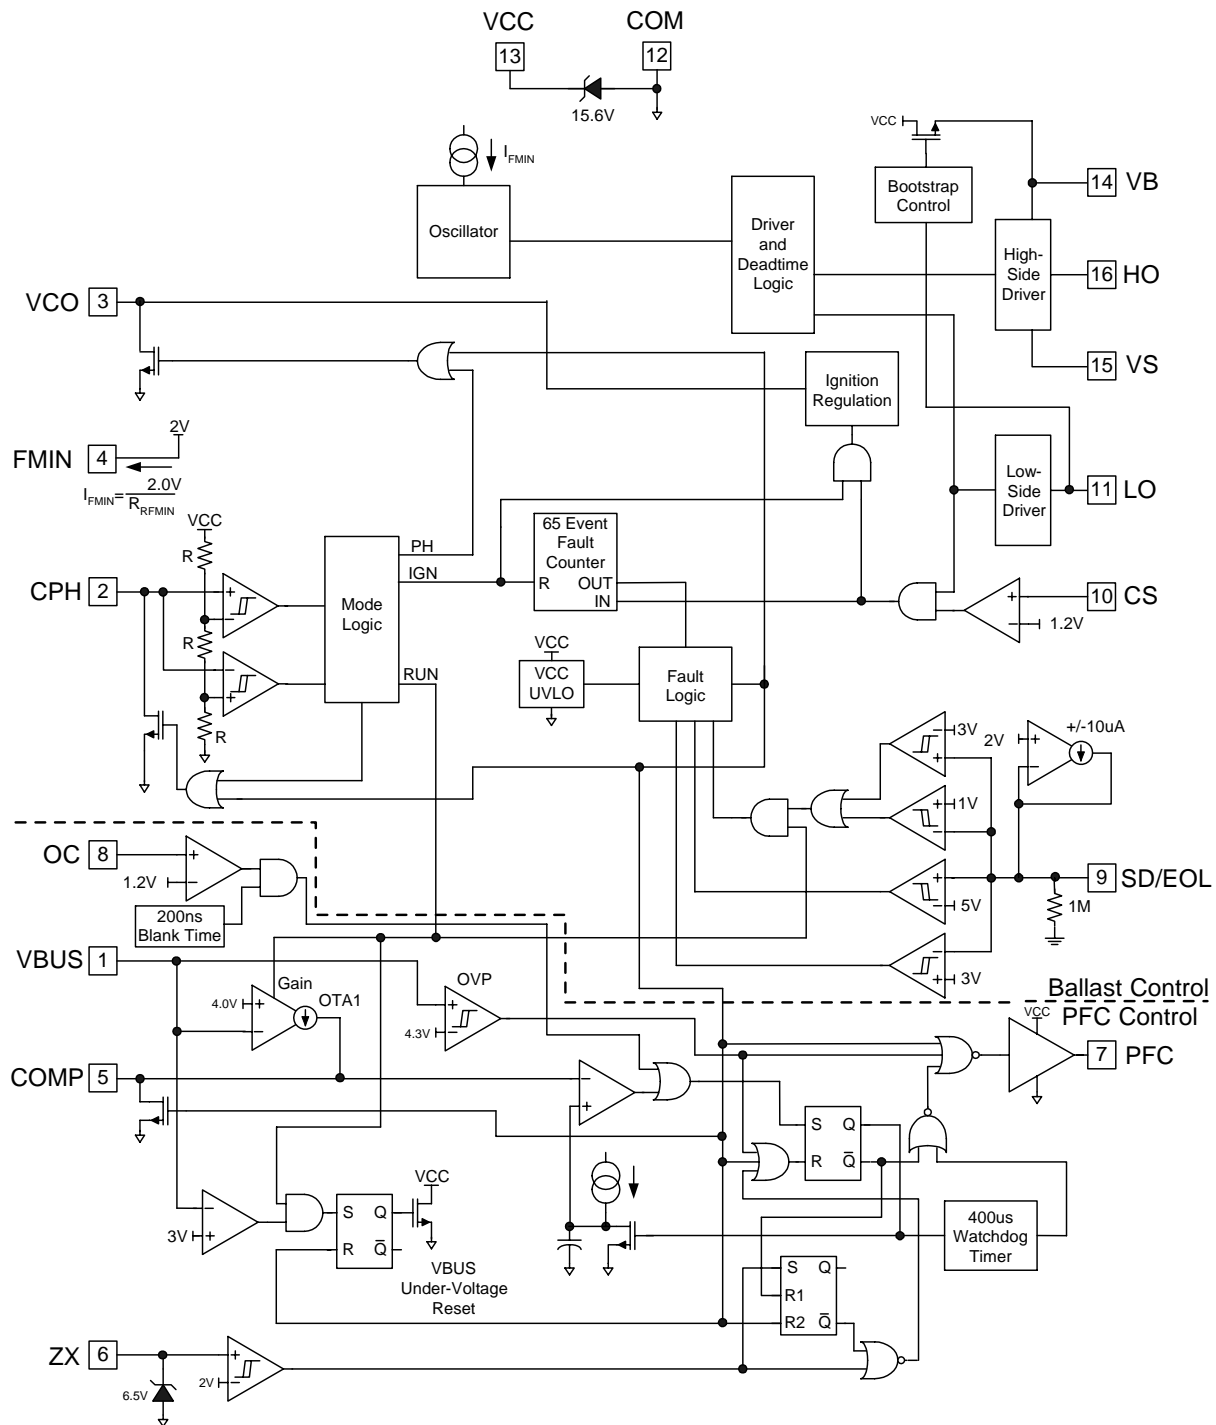 VCC
COM
13
12
15.6V
VCC
I_FMIN
Bootstrap
Control
14 VB
Oscillator
Driver
and
Deadtime
Logic
High-
Side
Driver
16 HO
VCO 3
15 VS
Ignition
Regulation
2V
FMIN 4
I_FMIN=2.0V
R_RFMIN
Low-
Side
Driver
11 LO
VCC
R
PH
IGN
65 Event
Fault
Counter
R OUT
IN
CPH 2
+
−
Mode
Logic
+
−
10 CS
1.2V
R
−
+
RUN
VCC
VCC
UVLO
Fault
Logic
R
3V
−
+
2V
+
−
+/-10uA
+
−
1V
OC 8
+
−
1.2V
+
−
5V
9 SD/EOL
1M
200ns
Blank Time
VBUS 1
−
+
3V
Gain
OVP
4.0V
+
−
OTA1
+
−
4.3V
Ballast Control
PFC Control
VCC
7 PFC
COMP 5
−
+
S Q
R Q̅
VCC
−
+
3V
S Q
R Q̅
400us
Watchdog
Timer
VBUS
Under-Voltage
Reset
S Q
R1
R2 Q̅
ZX 6
+
−
2V
6.5V